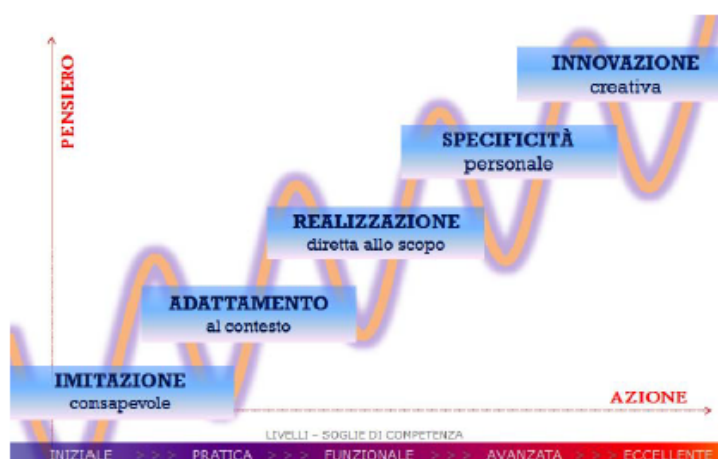 PENSIERO
INNOVAZIONE
creativa
SPECIFICITÀ
personale
REALIZZAZIONE
diretta allo scopo
ADATTAMENTO
al contesto
IMITAZIONE
consapevole
AZIONE
LIVELLI – SOGLIE DI COMPETENZA
INIZIALE > > > PRATICA > > > FUNZIONALE > > > AVANZATA > > > ECCELLENTE